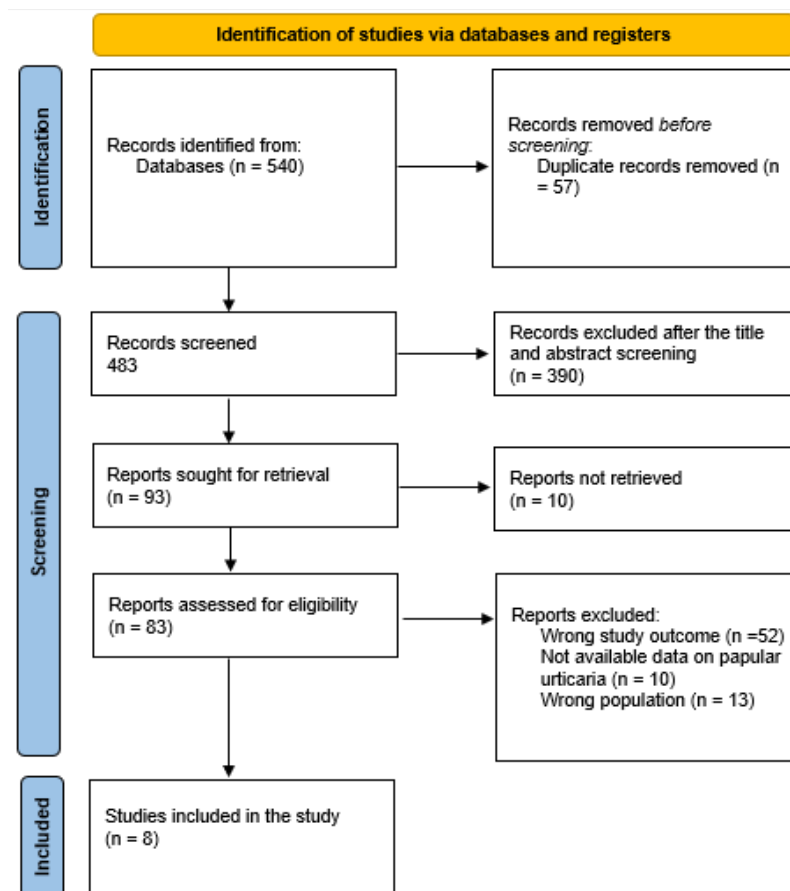 Identification of studies via databases and registers
Identification
Records identified from:
Databases (n = 540)
Records removed before
screening:
Duplicate records removed (n
= 57)
Screening
Records screened
483
Records excluded after the title
and abstract screening
(n = 390)
Reports sought for retrieval
(n = 93)
Reports not retrieved
(n = 10)
Reports assessed for eligibility
(n = 83)
Reports excluded:
Wrong study outcome (n =52)
Not available data on papular
urticaria (n = 10)
Wrong population (n = 13)
Included
Studies included in the study
(n = 8)